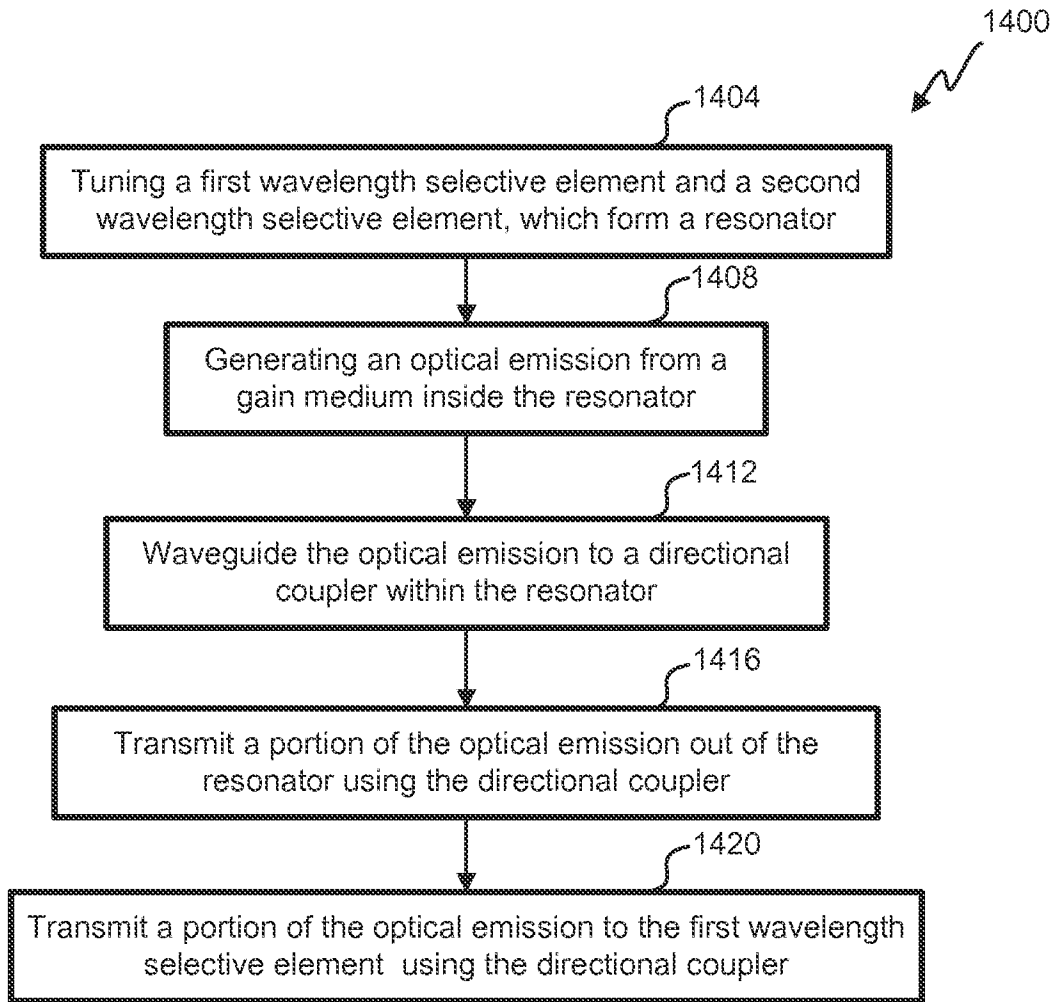 1400
1404
Tuning a first wavelength selective element and a second
wavelength selective element, which form a resonator
1408
Generating an optical emission from a
gain medium inside the resonator
1412
Waveguide the optical emission to a directional
coupler within the resonator
1416
Transmit a portion of the optical emission out of the
resonator using the directional coupler
1420
Transmit a portion of the optical emission to the first wavelength
selective element using the directional coupler